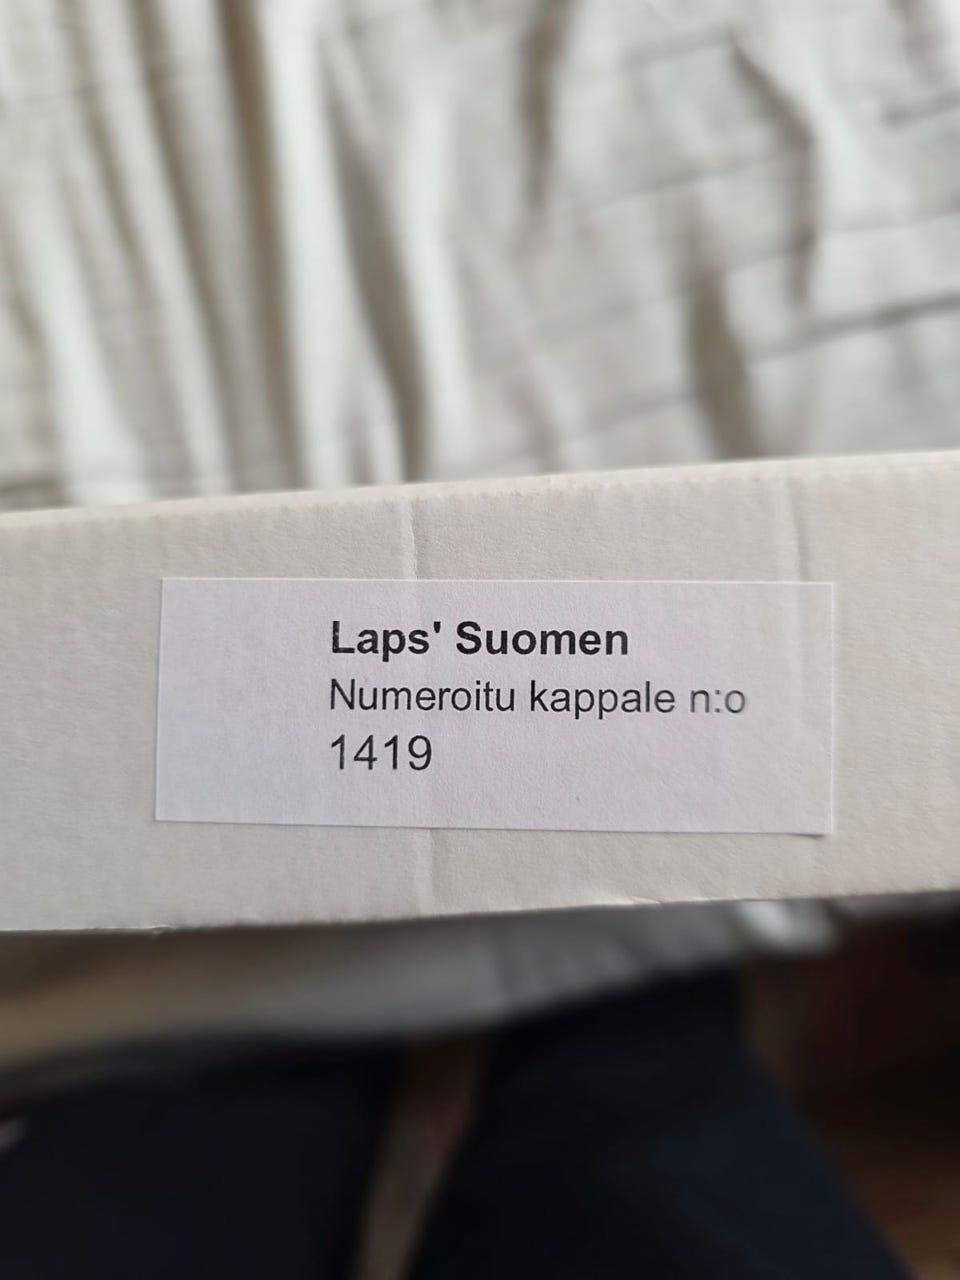 Laps' Suomen
Numeroitu kappale n:o
1419